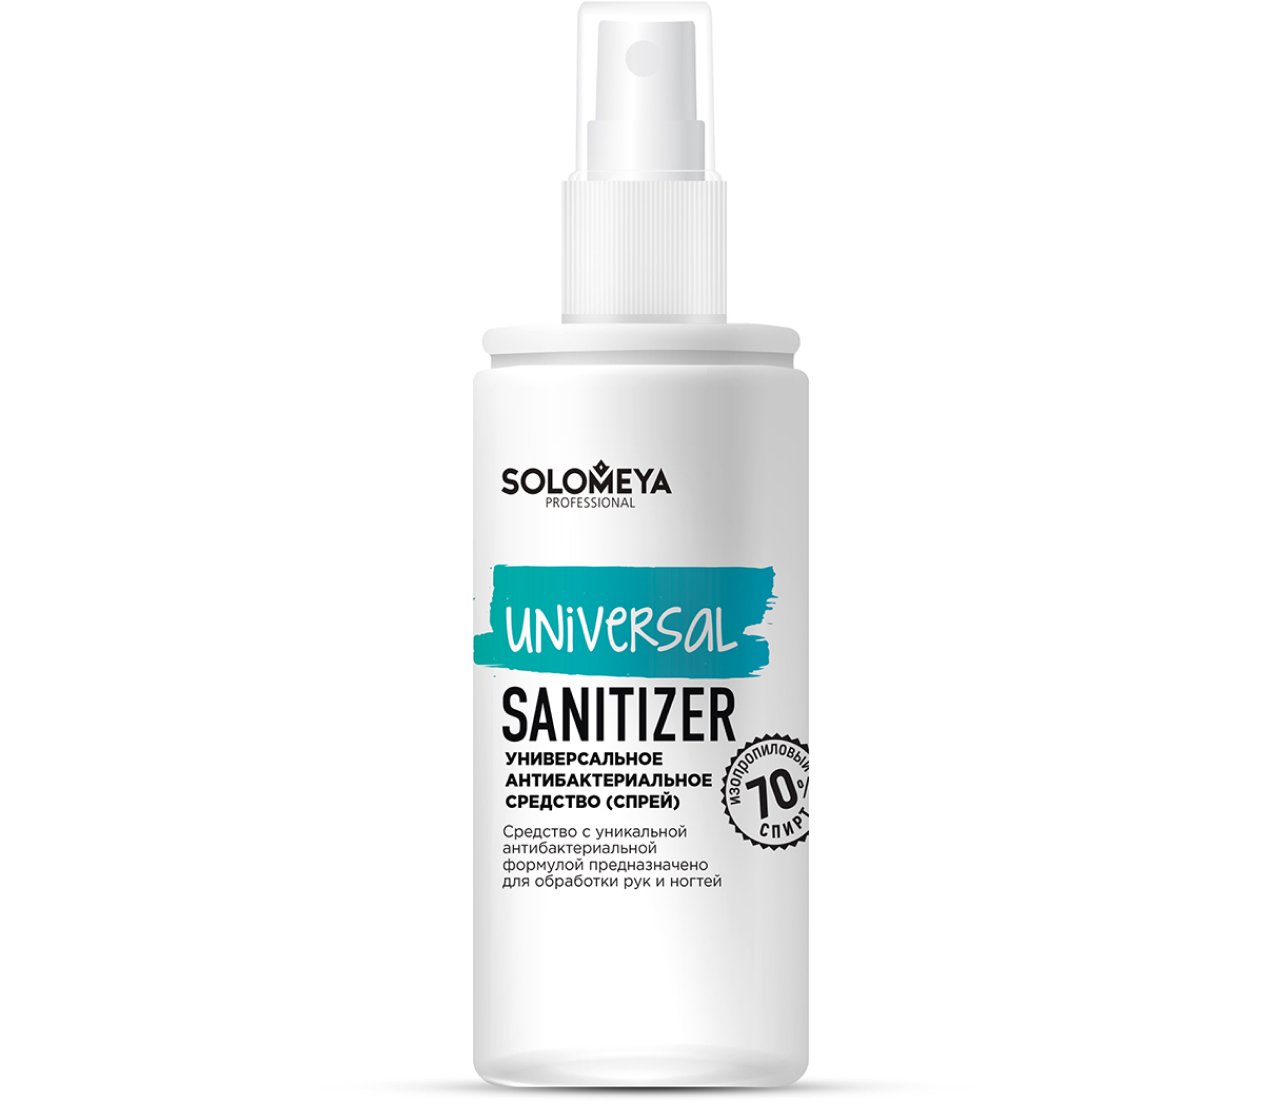 SOLOMEYA
PROFESSIONAL
UNIVERSAL
SANITIZER
УНИВЕРСАЛЬНОЕ
АНТИБАКТЕРИАЛЬНОЕ
СРЕДСТВО (СПРЕЙ)
Средство с уникальной
антибактериальной
формулой предназначено
для обработки рук и ногтей
ИЗОПРОПИЛОВЫЙ
70%
СПИРТ